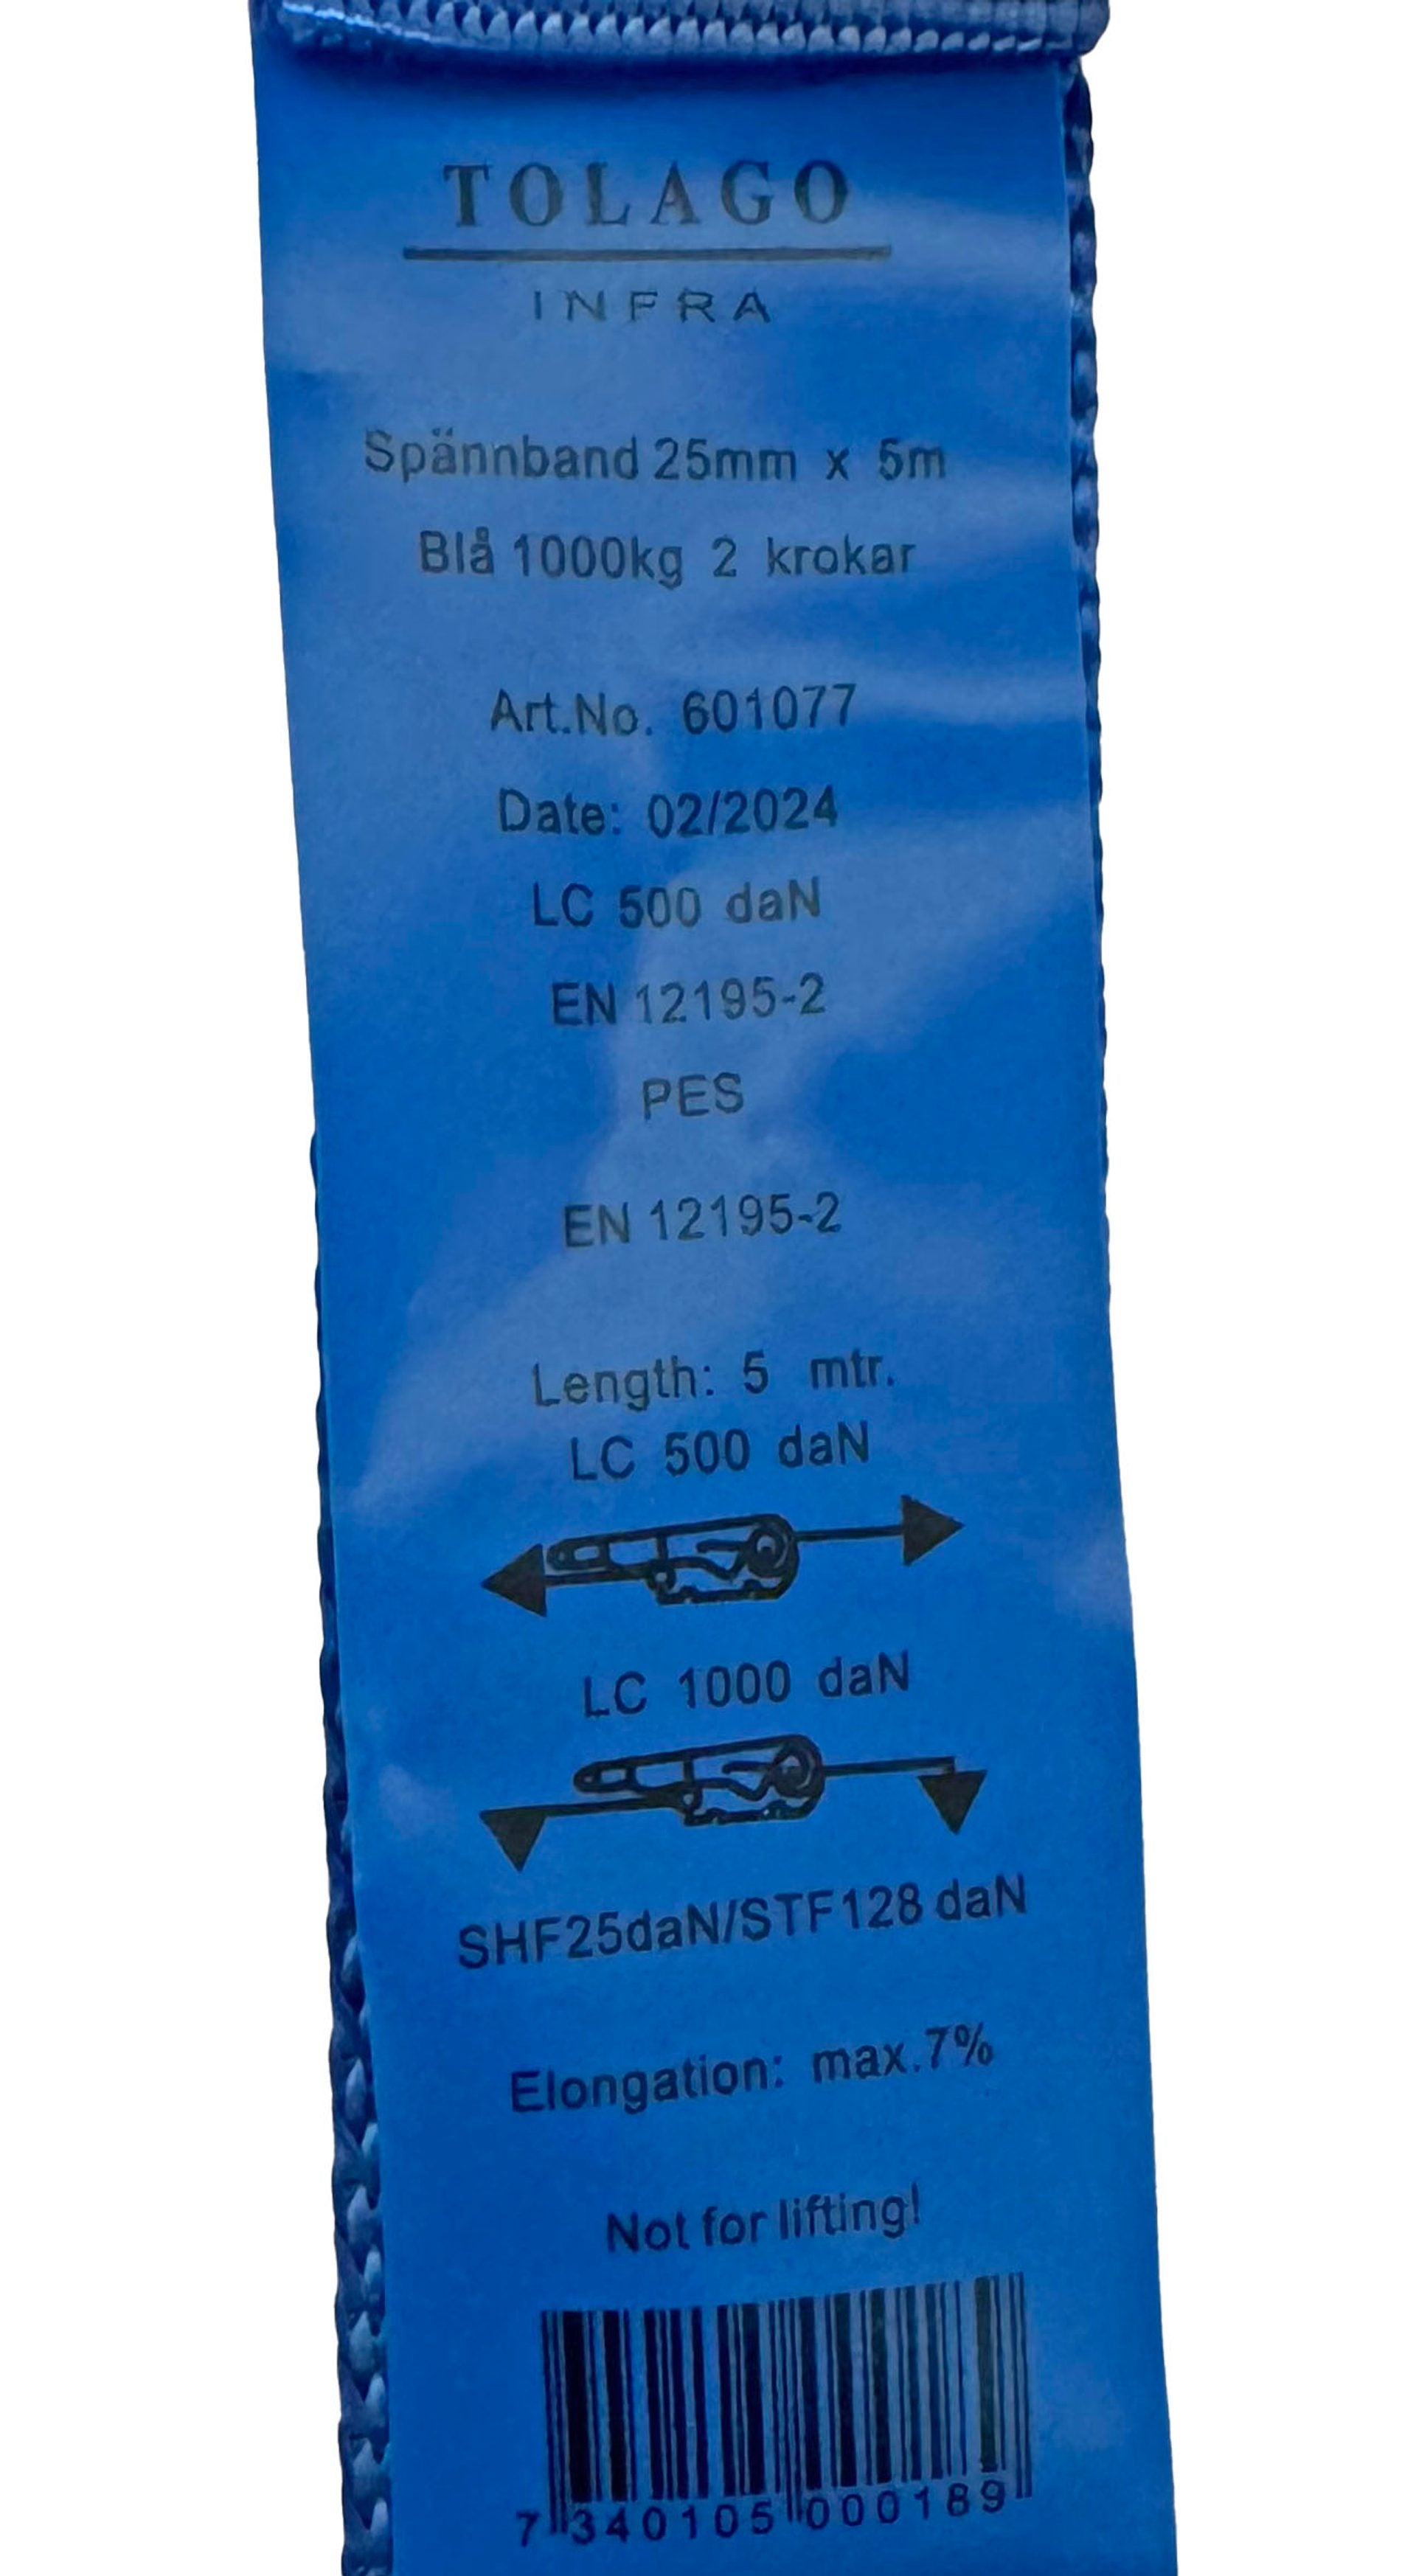 TOLAGO
INFRA
Spännband 25mm x 5m
Blå 1000kg 2 krokar
Art.No. 601077
Date: 02/2024
LC 500 daN
EN 12195-2
PES
EN 12195-2
Length: 5 mtr.
LC 500 daN
LC 1000 daN
SHF25daN/STF128 daN
Elongation: max.7%
Not for lifting!
7 340105 000189